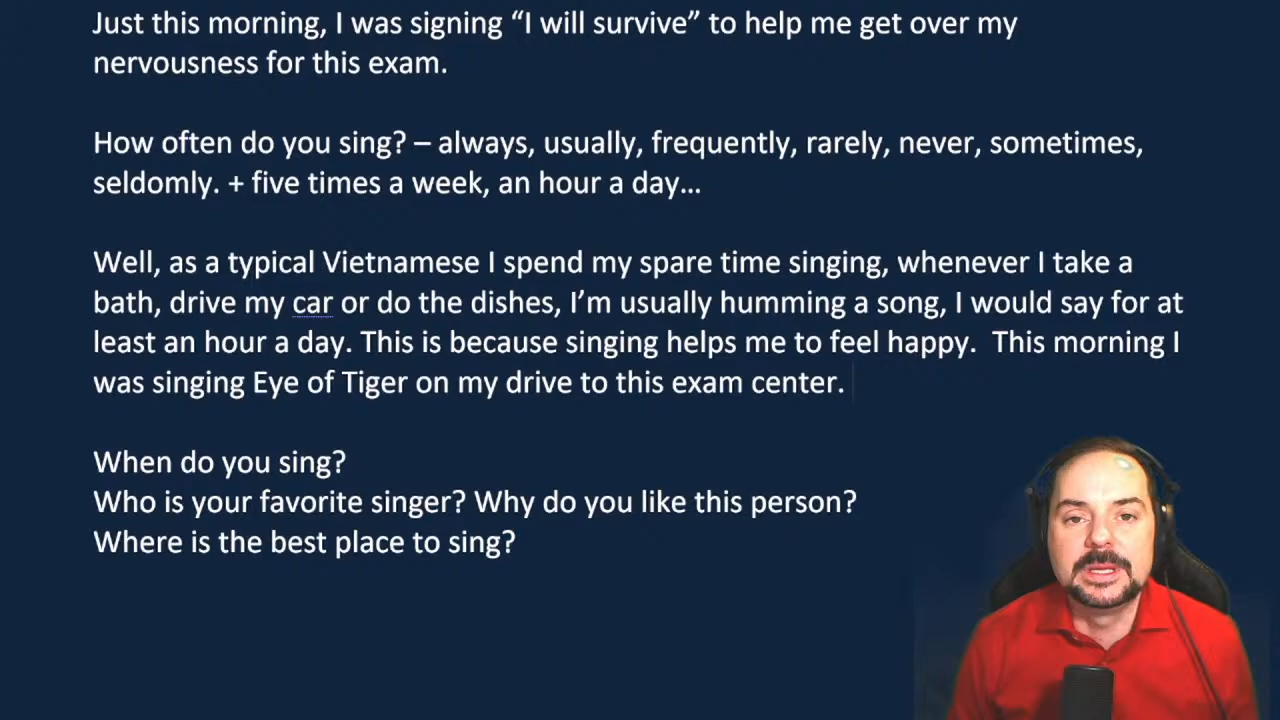 Just this morning, I was signing “I will survive” to help me get over my
nervousness for this exam.
How often do you sing? – always, usually, frequently, rarely, never, sometimes,
seldomly. + five times a week, an hour a day...
Well, as a typical Vietnamese I spend my spare time singing, whenever I take a
bath, drive my car or do the dishes, I’m usually humming a song, I would say for at
least an hour a day. This is because singing helps me to feel happy.  This morning I
was singing Eye of Tiger on my drive to this exam center.
When do you sing?
Who is your favorite singer? Why do you like this person?
Where is the best place to sing?